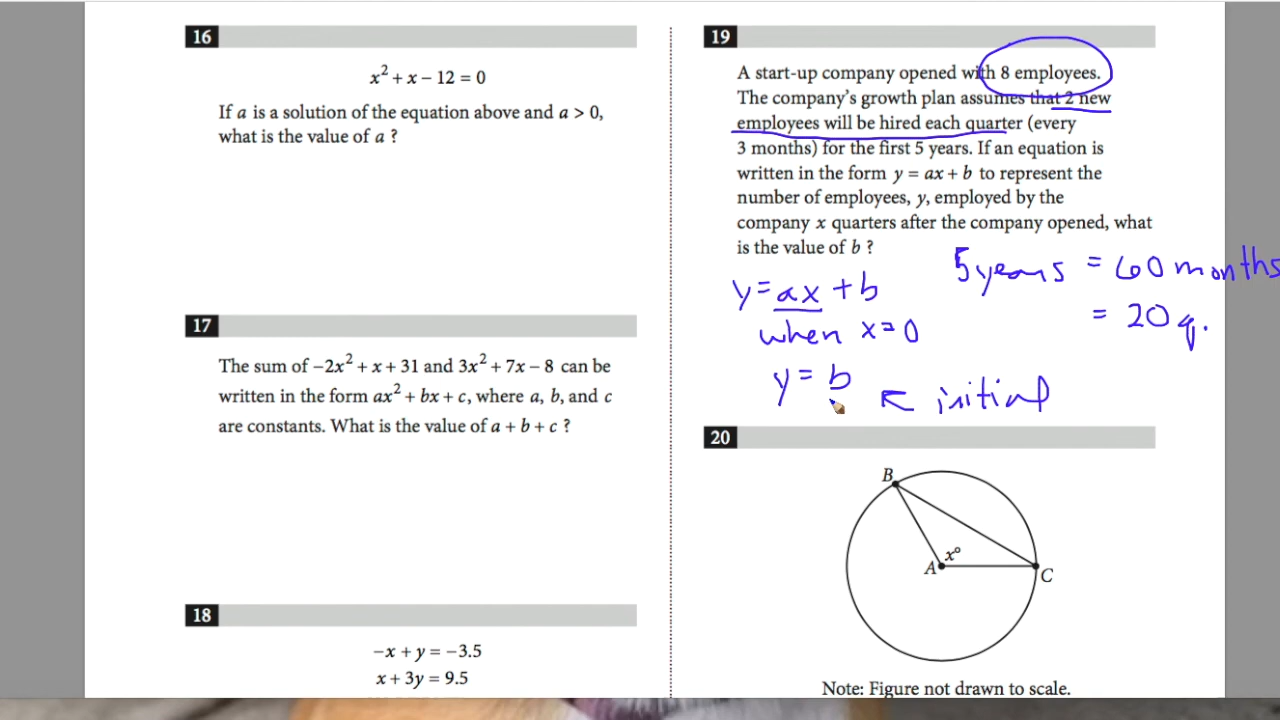 16
x² + x – 12 = 0
If a is a solution of the equation above and a > 0,
what is the value of a ?
17
The sum of –2x² + x + 31 and 3x² + 7x – 8 can be
written in the form ax² + bx + c, where a, b, and c
are constants. What is the value of a + b + c ?
18
–x + y = –3.5
x + 3y = 9.5
19
A start-up company opened with 8 employees.
The company's growth plan assumes that 2 new
employees will be hired each quarter (every
3 months) for the first 5 years. If an equation is
written in the form y = ax + b to represent the
number of employees, y, employed by the
company x quarters after the company opened, what
is the value of b ?
5 years = 60 months
= 20 q.
y = ax + b
when x = 0
y = b
initial
20
B
x°
A
C
Note: Figure not drawn to scale.